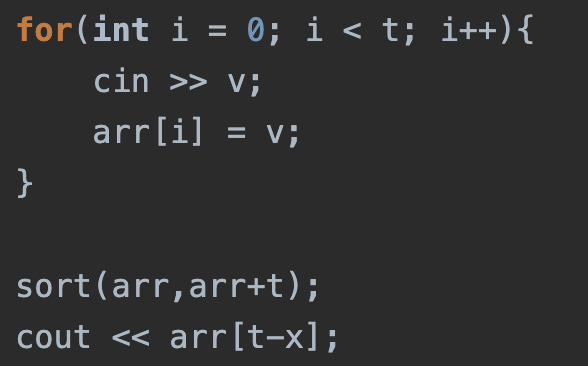 for(int i = 0; i < t; i++){
    cin >> v;
    arr[i] = v;
}

sort(arr,arr+t);
cout << arr[t-x];